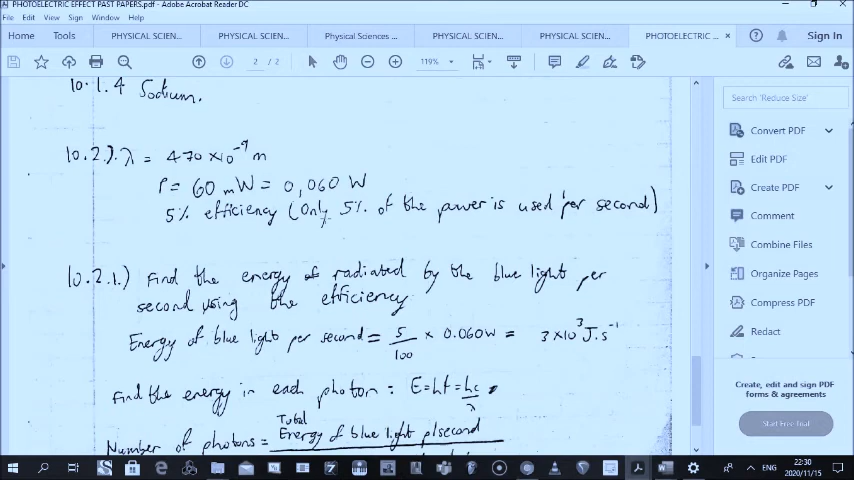 PHOTOELECTRIC EFFECT PAST PAPERS.pdf - Adobe Acrobat Reader DC
File Edit View Sign Window Help
Home Tools PHYSICAL SCIEN... PHYSICAL SCIEN... Physical Sciences ... PHYSICAL SCIEN... PHYSICAL SCIEN... PHOTOELECTRIC ... × Sign In
2 / 2 119%
10.1.4 Sodium.
10.2.) λ = 470 × 10⁻⁹ m
P = 60 mW = 0,060 W
5% efficiency (Only 5% of the power is used per second)
10.2.1.) Find the energy of radiated by the blue light per
second using the efficiency
Energy of blue light per second = 5/100 × 0.060W = 3 × 10³ J.s⁻¹
Find the energy in each photon : E = hf = hc/λ
Total
Number of photons = Energy of blue light p/second
Search 'Reduce Size'
Convert PDF
Edit PDF
Create PDF
Comment
Combine Files
Organize Pages
Compress PDF
Redact
Create, edit and sign PDF
forms & agreements
Start Free Trial
ENG
22:30
2020/11/15